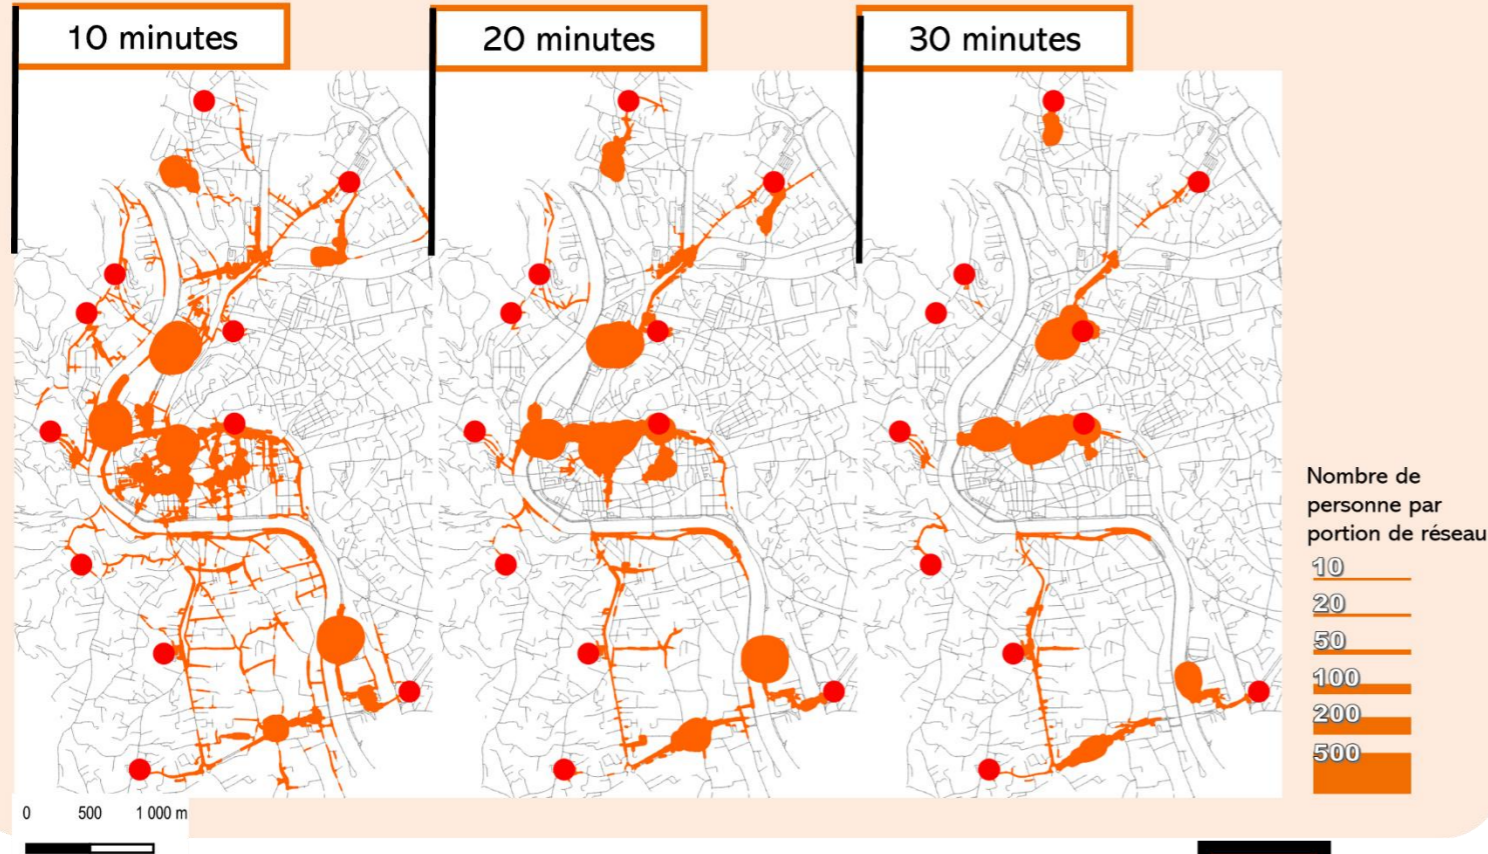 10 minutes
20 minutes
30 minutes
Nombre de
personne par
portion de réseau
10
20
50
100
200
500
0 500 1 000 m